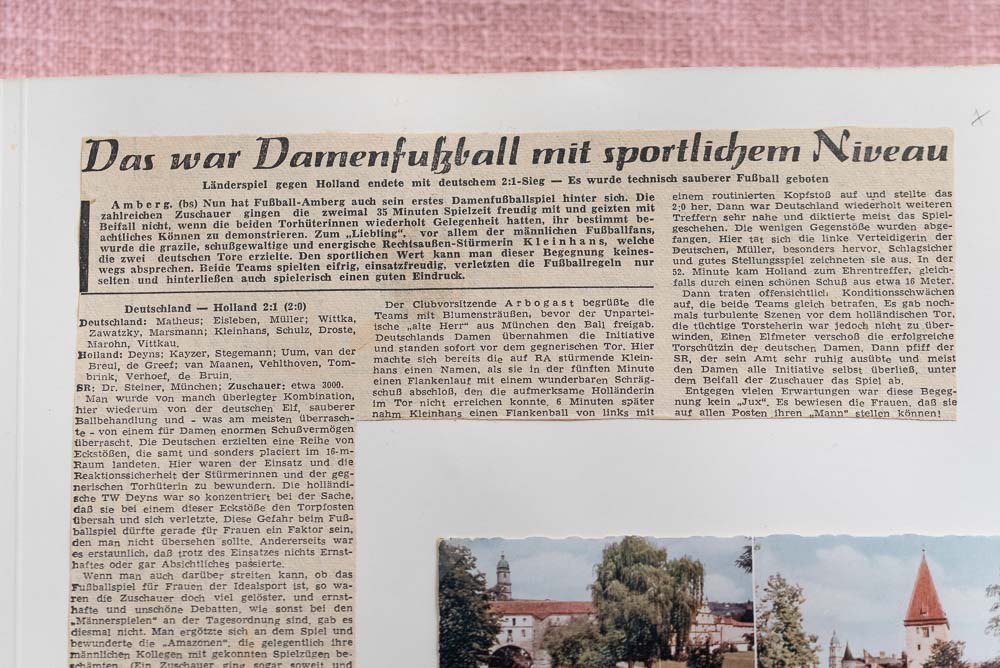 Das war Damenfußball mit sportlichem Niveau
Länderspiel gegen Holland endete mit deutschem 2:1-Sieg — Es wurde technisch sauberer Fußball geboten
Amberg. (bs) Nun hat Fußball-Amberg auch sein erstes Damenfußballspiel hinter sich. Die
zahlreichen Zuschauer gingen die zweimal 35 Minuten Spielzeit freudig mit und geizten mit
Beifall nicht, wenn die beiden Torhüterinnen wiederholt Gelegenheit hatten, ihr bestimmt be-
achtliches Können zu demonstrieren. Zum „Liebling“, vor allem der männlichen Fußballfans,
wurde die grazile, schußgewaltige und energische Rechtsaußen-Stürmerin Kleinhans, welche
die zwei deutschen Tore erzielte. Den sportlichen Wert kann man dieser Begegnung keines-
wegs absprechen. Beide Teams spielten eifrig, einsatzfreudig, verletzten die Fußballregeln nur
selten und hinterließen auch spielerisch einen guten Eindruck.
Deutschland — Holland 2:1 (2:0)
Deutschland: Matheus; Eisleben, Müller; Wittka,
Zawatzky, Marsmann; Kleinhans, Schulz, Droste,
Marohn, Vittkau.
Holland: Deyns; Kayzer, Stegemann; Uum, van der
Breul, de Greef; van Maanen, Vehlthoven, Tom-
brink, Verhoef, de Bruin.
SR: Dr. Steiner, München; Zuschauer: etwa 3000.
Man wurde von manch überlegter Kombination,
hier wiederum von der deutschen Elf, sauberer
Ballbehandlung und - was am meisten überrasch-
te - von einem für Damen enormen Schußvermögen
überrascht. Die Deutschen erzielten eine Reihe von
Eckstößen, die samt und sonders placiert im 16-m-
Raum landeten. Hier waren der Einsatz und die
Reaktionssicherheit der Stürmerinnen und der geg-
nerischen Torhüterin zu bewundern. Die holländi-
sche TW Deyns war so konzentriert bei der Sache,
daß sie bei einem dieser Eckstöße den Torpfosten
übersah und sich verletzte. Diese Gefahr beim Fuß-
ballspiel dürfte gerade für Frauen ein Faktor sein,
den man nicht übersehen sollte. Andererseits war
es erstaunlich, daß trotz des Einsatzes nichts Ernst-
haftes oder gar Absichtliches passierte.
Wenn man auch darüber streiten kann, ob das
Fußballspiel für Frauen der Idealsport ist, so wa-
ren die Zuschauer doch viel gelöster, und ernst-
hafte und unschöne Debatten, wie sonst bei den
„Männerspielen“ an der Tagesordnung sind, gab es
diesmal nicht. Man ergötzte sich an dem Spiel und
bewunderte die „Amazonen“, die gelegentlich ihre
männlichen Kollegen mit gekonnten Spielzügen be-
schämten. (Ein Zuschauer ging sogar soweit und
Der Clubvorsitzende Arbogast begrüßte die
Teams mit Blumensträußen, bevor der Unpartei-
ische „alte Herr“ aus München den Ball freigab.
Deutschlands Damen übernahmen die Initiative
und standen sofort vor dem gegnerischen Tor. Hier
machte sich bereits die auf RA stürmende Klein-
hans einen Namen, als sie in der fünften Minute
einen Flankenlauf mit einem wunderbaren Schräg-
schuß abschloß, den die aufmerksame Holländerin
im Tor nicht erreichen konnte. 6 Minuten später
nahm Kleinhans einen Flankenball von links mit
einem routinierten Kopfstoß auf und stellte das
2:0 her. Dann war Deutschland wiederholt weiteren
Treffern sehr nahe und diktierte meist das Spiel-
geschehen. Die wenigen Gegenstöße wurden abge-
fangen. Hier tat sich die linke Verteidigerin der
Deutschen, Müller, besonders hervor. Schlagsicher
und gutes Stellungsspiel zeichneten sie aus. In der
52. Minute kam Holland zum Ehrentreffer, gleich-
falls durch einen schönen Schuß aus etwa 16 Meter.
Dann traten offensichtlich Konditionsschwächen
auf, die beide Teams gleich betrafen. Es gab noch-
mals turbulente Szenen vor dem holländischen Tor,
die tüchtige Torsteherin war jedoch nicht zu über-
winden. Einen Elfmeter verschoß die erfolgreiche
Torschützin der deutschen Damen. Dann pfiff der
SR, der sein Amt sehr ruhig ausübte und meist
den Damen alle Initiative selbst überließ, unter
dem Beifall der Zuschauer das Spiel ab.
Entgegen vielen Erwartungen war diese Begeg-
nung kein „Jux“. Es bewiesen die Frauen, daß sie
auf allen Posten ihren „Mann“ stellen können!